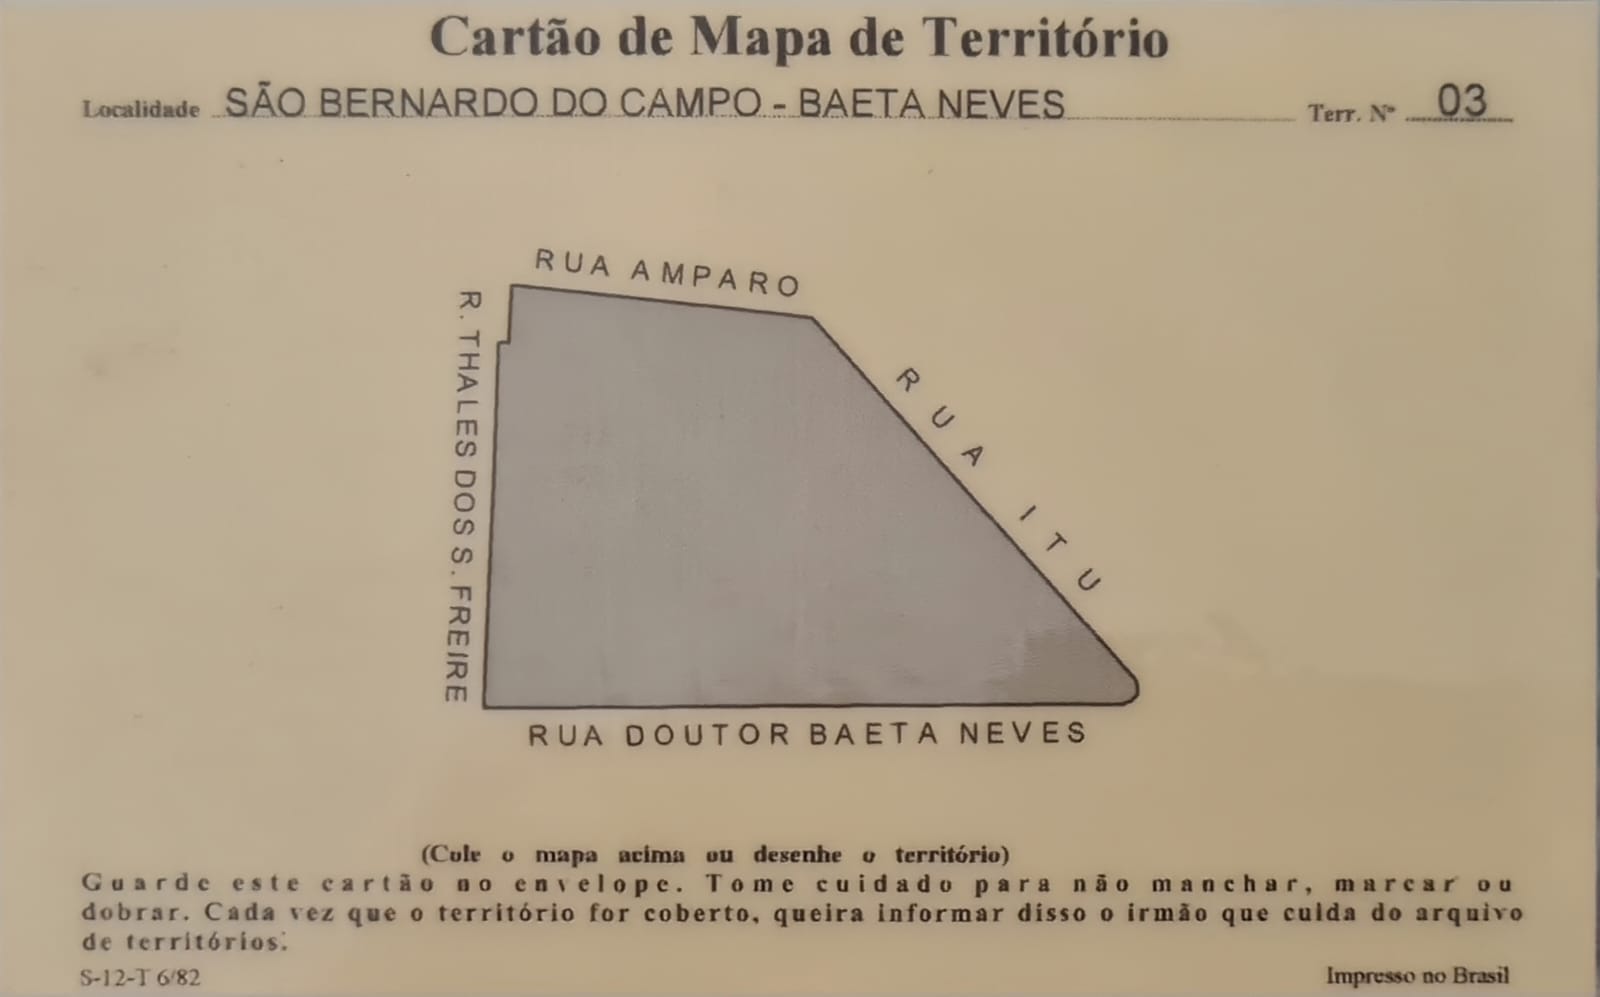 Cartão de Mapa de Território
Localidade SÃO BERNARDO DO CAMPO - BAETA NEVES Terr. Nº 03
RUA AMPARO
R. THALES DOS S. FREIRE
RUA ITU
RUA DOUTOR BAETA NEVES
(Cole o mapa acima ou desenhe o território)
Guarde este cartão no envelope. Tome cuidado para não manchar, marcar ou
dobrar. Cada vez que o território for coberto, queira informar disso o irmão que cuida do arquivo
de territórios.
S-12-T 6/82
Impresso no Brasil